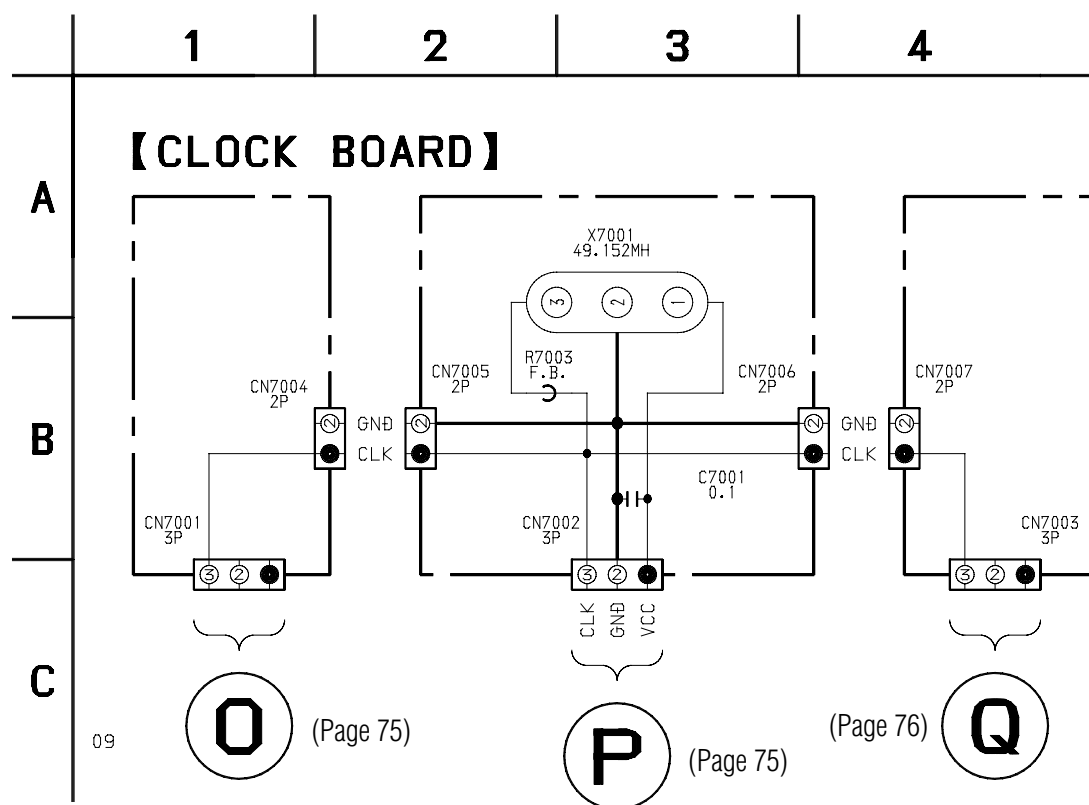 1 2 3 4
【CLOCK BOARD】
A
X7001
49.152MH
3 2 1
R7003
F.B.
CN7004
2P
CN7005
2P
CN7006
2P
CN7007
2P
B
2 GND 2
2 GND 2
CLK
CLK
C7001
0.1
CN7001
3P
CN7002
3P
CN7003
3P
3 2
3 2
3 2
CLK
GND
VCC
C
O
(Page 75)
P
(Page 75)
(Page 76)
Q
09